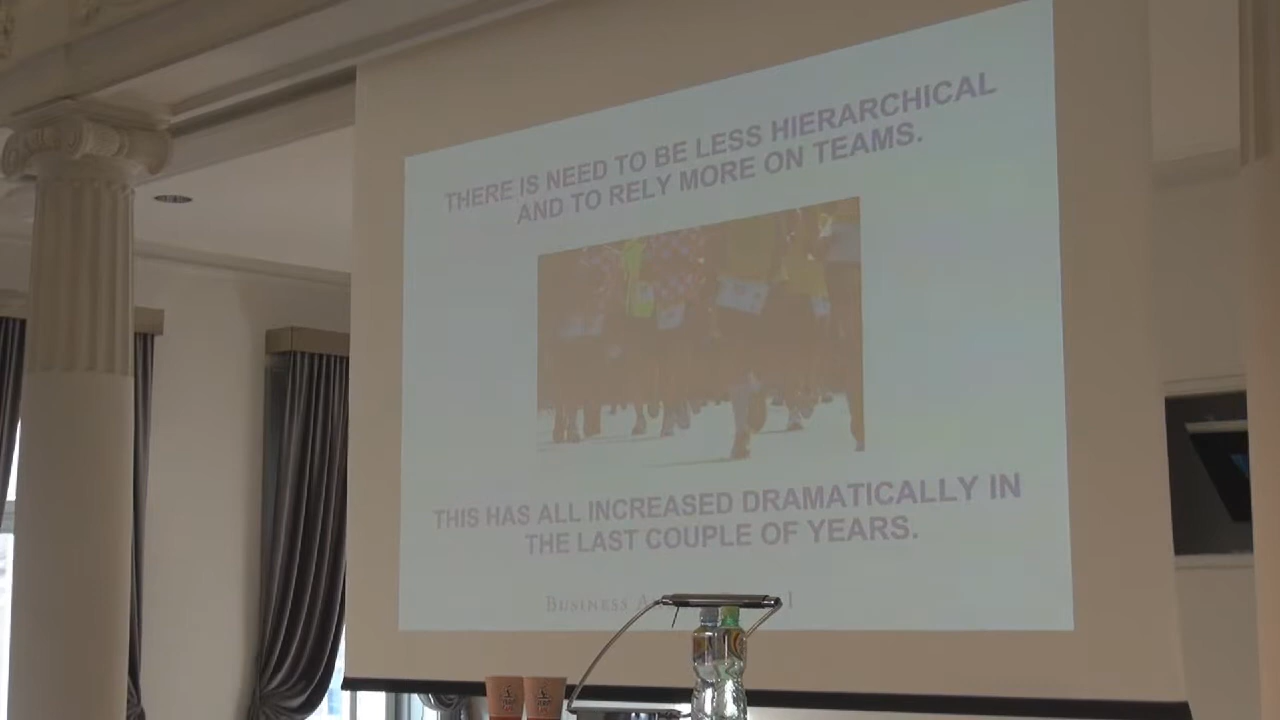 THERE IS NEED TO BE LESS HIERARCHICAL
AND TO RELY MORE ON TEAMS.
THIS HAS ALL INCREASED DRAMATICALLY IN
THE LAST COUPLE OF YEARS.
BUSINESS